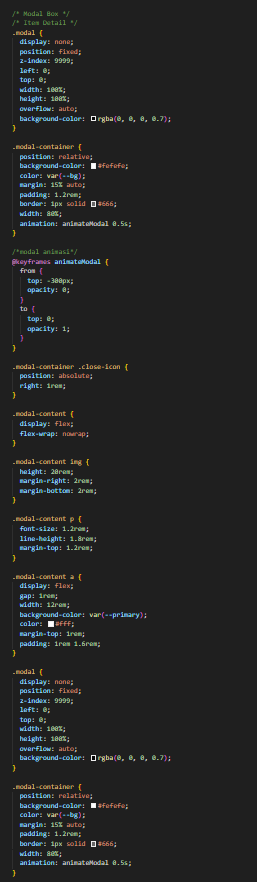 /* Modal Box */
/* Item Detail */
.modal {
  display: none;
  position: fixed;
  z-index: 9999;
  left: 0;
  top: 0;
  width: 100%;
  height: 100%;
  overflow: auto;
  background-color: rgba(0, 0, 0, 0.7);
}

.modal-container {
  position: relative;
  background-color: #fefefe;
  color: var(--bg);
  margin: 15% auto;
  padding: 1.2rem;
  border: 1px solid #666;
  width: 80%;
  animation: animateModal 0.5s;
}

/*modal animasi*/
@keyframes animateModal {
  from {
    top: -300px;
    opacity: 0;
  }
  to {
    top: 0;
    opacity: 1;
  }
}

.modal-container .close-icon {
  position: absolute;
  right: 1rem;
}

.modal-content {
  display: flex;
  flex-wrap: nowrap;
}

.modal-content img {
  height: 20rem;
  margin-right: 2rem;
  margin-bottom: 2rem;
}

.modal-content p {
  font-size: 1.2rem;
  line-height: 1.8rem;
  margin-top: 1.2rem;
}

.modal-content a {
  display: flex;
  gap: 1rem;
  width: 12rem;
  background-color: var(--primary);
  color: #fff;
  margin-top: 1rem;
  padding: 1rem 1.6rem;
}

.modal {
  display: none;
  position: fixed;
  z-index: 9999;
  left: 0;
  top: 0;
  width: 100%;
  height: 100%;
  overflow: auto;
  background-color: rgba(0, 0, 0, 0.7);
}

.modal-container {
  position: relative;
  background-color: #fefefe;
  color: var(--bg);
  margin: 15% auto;
  padding: 1.2rem;
  border: 1px solid #666;
  width: 80%;
  animation: animateModal 0.5s;
}